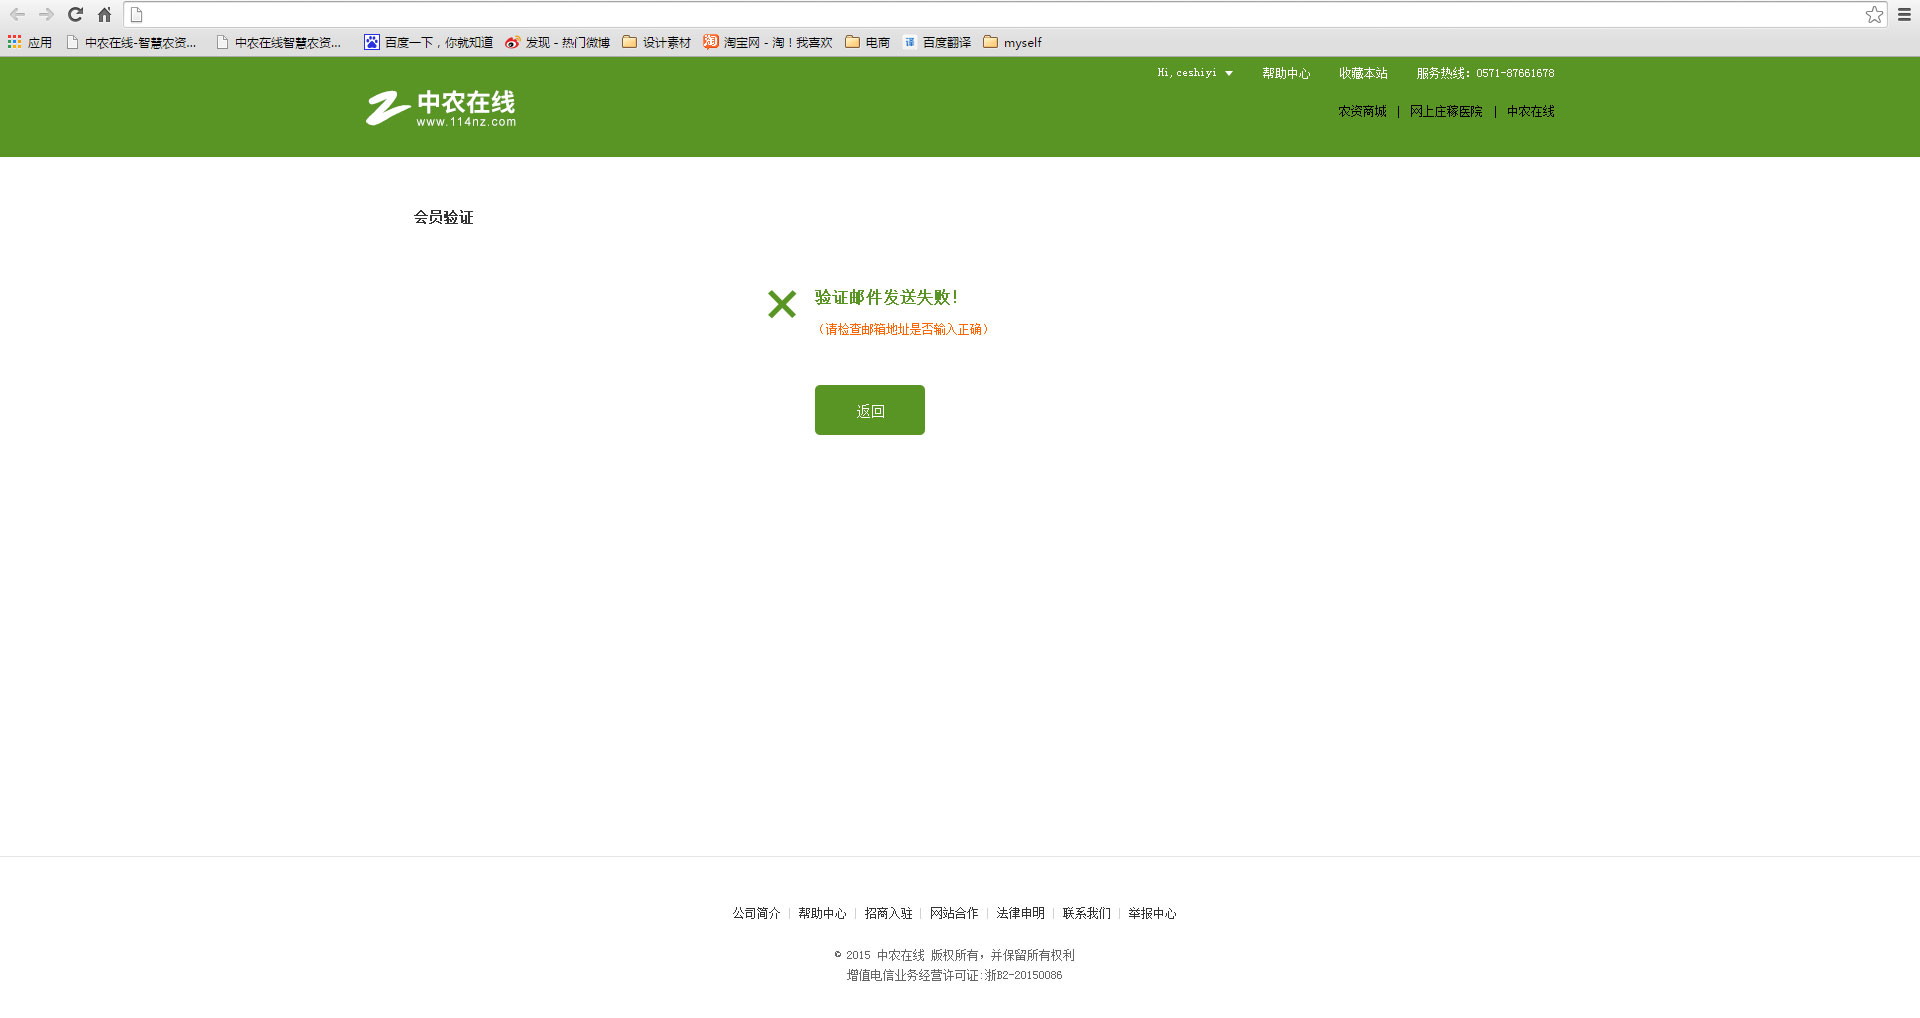 应用 中农在线-智慧农资... 中农在线智慧农资... 百度一下，你就知道 发现 - 热门微博 设计素材 淘宝网 - 淘！我喜欢 电商 百度翻译 myself
Hi,ceshiyi 帮助中心 收藏本站 服务热线：0571-87661678
中农在线
www.114nz.com
农资商城 | 网上庄稼医院 | 中农在线
会员验证
验证邮件发送失败！
（请检查邮箱地址是否输入正确）
返回
公司简介 | 帮助中心 | 招商入驻 | 网站合作 | 法律申明 | 联系我们 | 举报中心
© 2015 中农在线 版权所有，并保留所有权利
增值电信业务经营许可证:浙B2-20150086